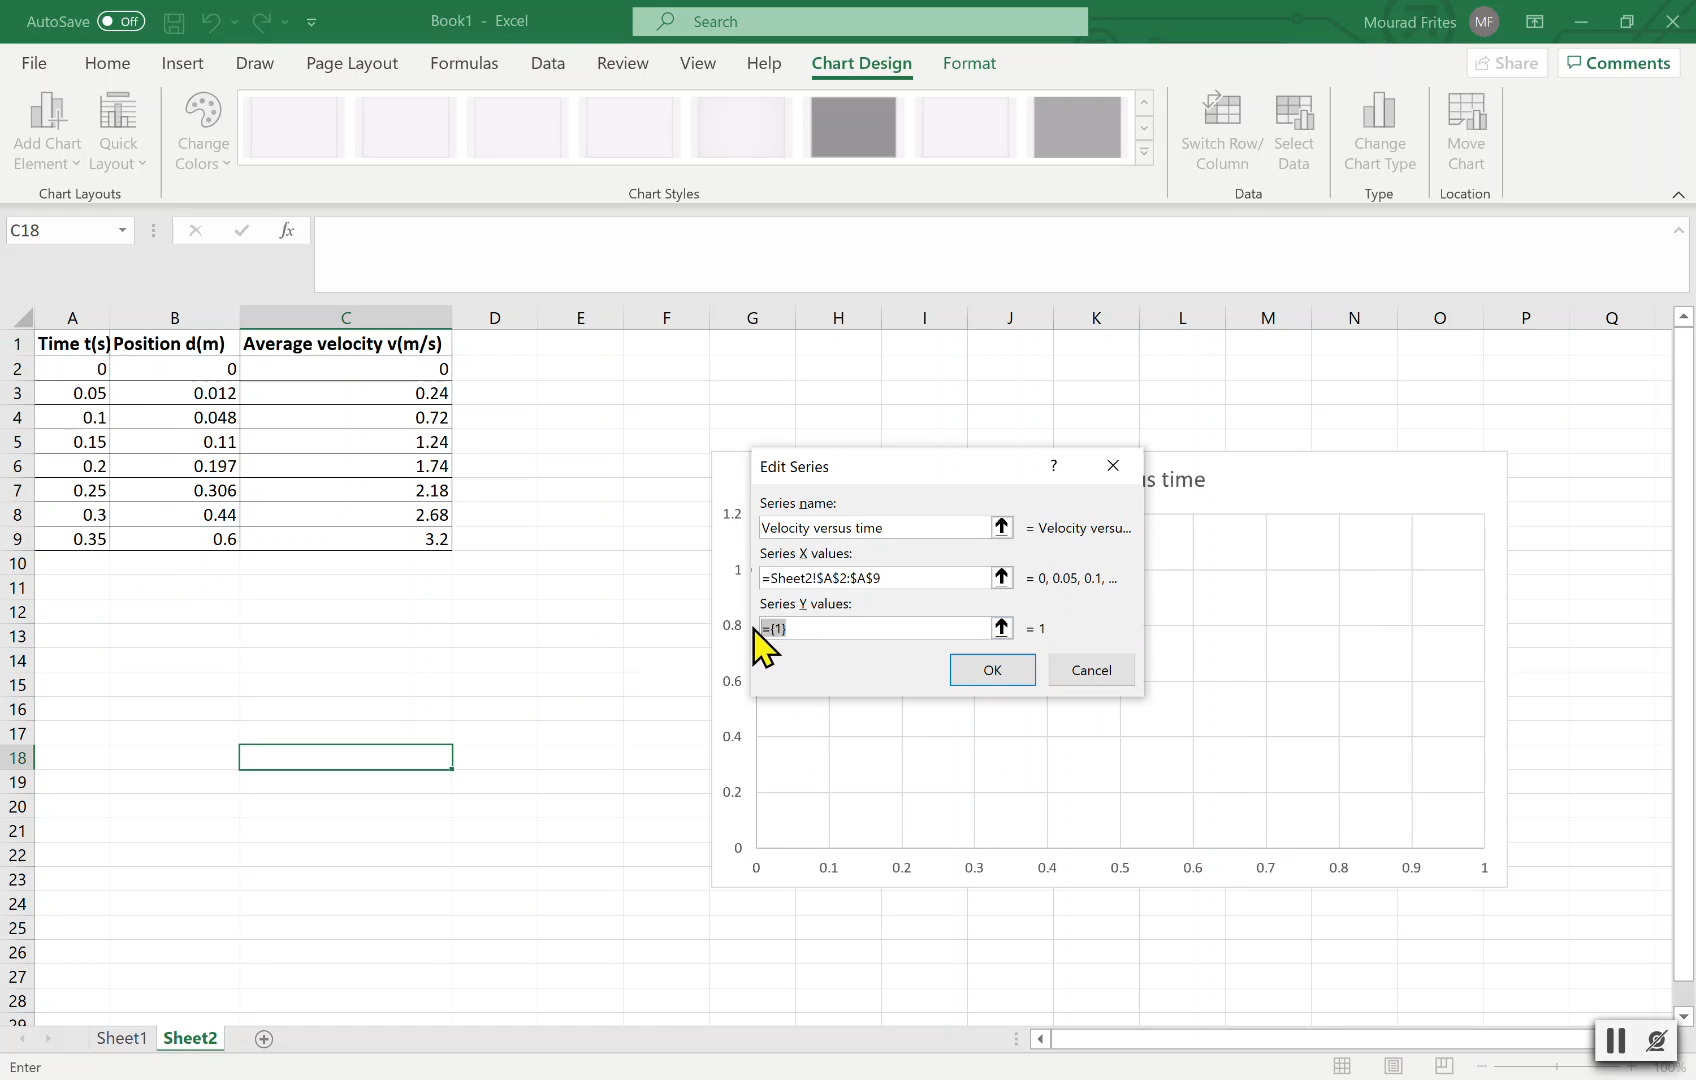 AutoSave Off Book1 - Excel Search Mourad Frites MF
File Home Insert Draw Page Layout Formulas Data Review View Help Chart Design Format Share Comments
Add Chart Element Quick Layout Change Colors Switch Row/ Column Select Data Change Chart Type Move Chart
Chart Layouts Chart Styles Data Type Location
C18 fx
A B C D E F G H I J K L M N O P Q
1 Time t(s) Position d(m) Average velocity v(m/s)
2 0 0 0
3 0.05 0.012 0.24
4 0.1 0.048 0.72
5 0.15 0.11 1.24
6 0.2 0.197 1.74
7 0.25 0.306 2.18
8 0.3 0.44 2.68
9 0.35 0.6 3.2
10
11
12
13
14
15
16
17
18
19
20
21
22
23
24
25
26
27
28
29
Edit Series ?
Series name:
Velocity versus time = Velocity versu...
Series X values:
=Sheet2!$A$2:$A$9 = 0, 0.05, 0.1, ...
Series Y values:
={1} = 1
OK Cancel
us time
1.2
1
0.8
0.6
0.4
0.2
0
0 0.1 0.2 0.3 0.4 0.5 0.6 0.7 0.8 0.9 1
Sheet1 Sheet2
Enter 100%